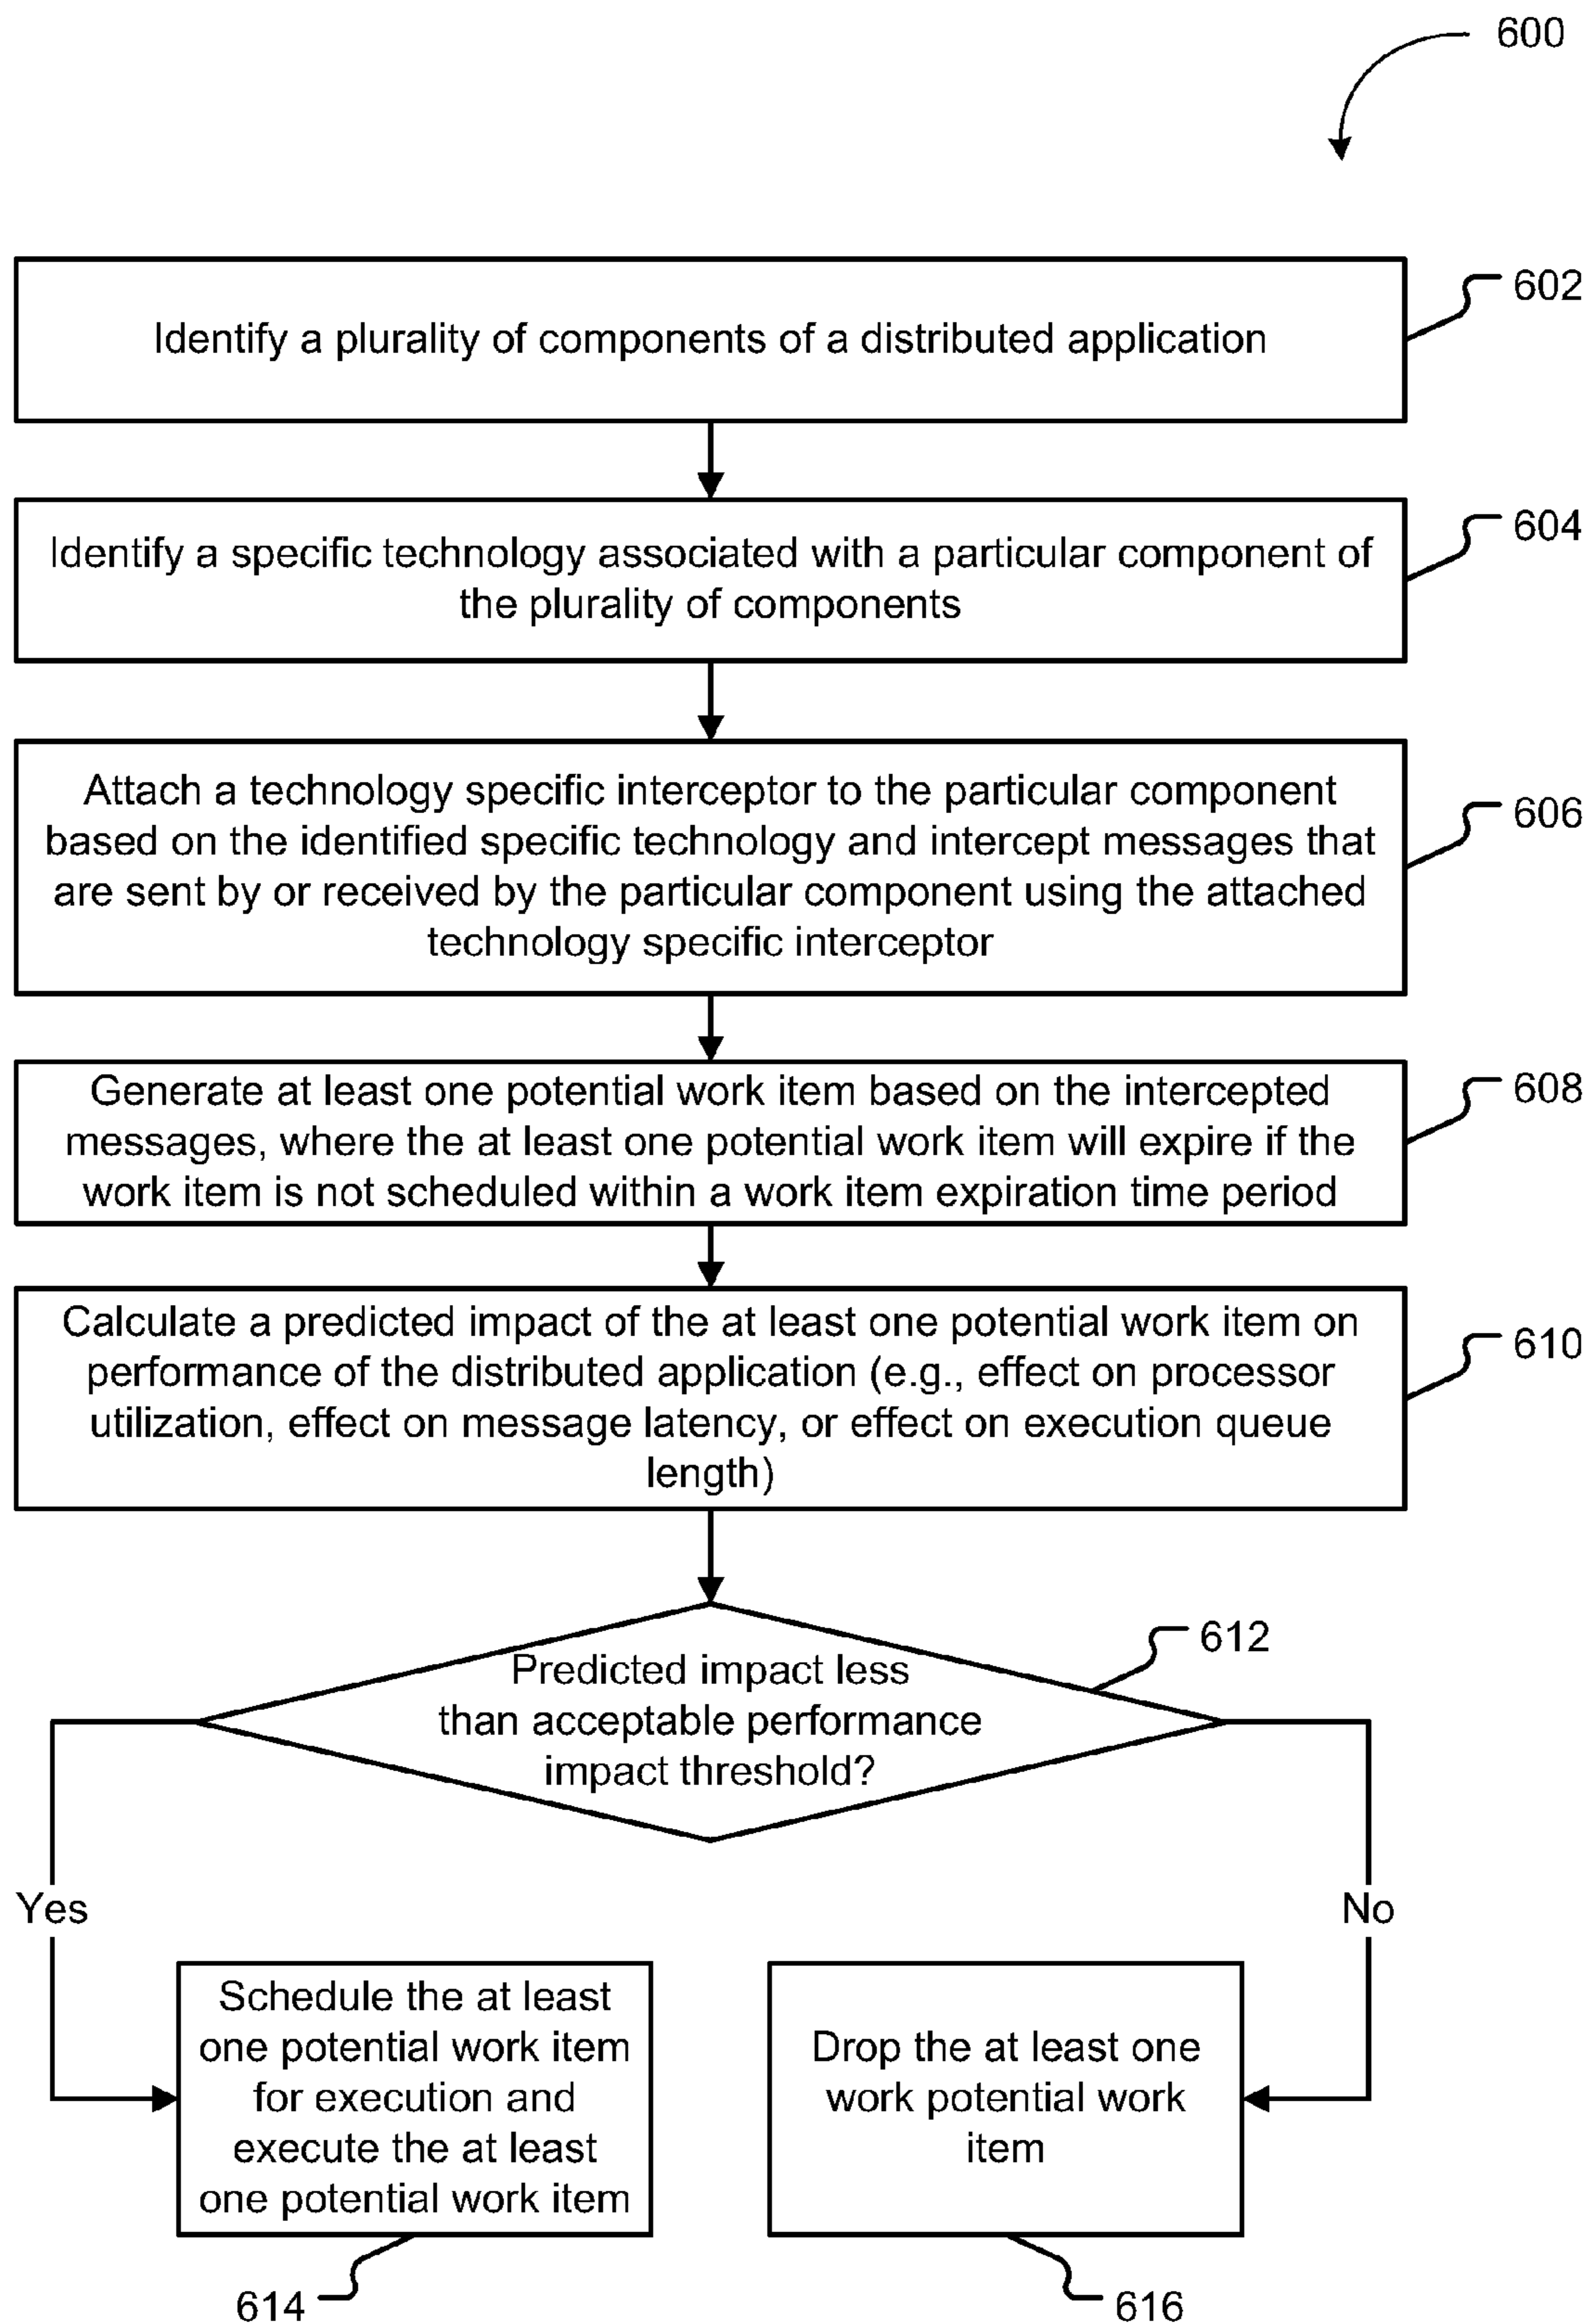 600
Identify a plurality of components of a distributed application
602
Identify a specific technology associated with a particular component of
the plurality of components
604
Attach a technology specific interceptor to the particular component
based on the identified specific technology and intercept messages that
are sent by or received by the particular component using the attached
technology specific interceptor
606
Generate at least one potential work item based on the intercepted
messages, where the at least one potential work item will expire if the
work item is not scheduled within a work item expiration time period
608
Calculate a predicted impact of the at least one potential work item on
performance of the distributed application (e.g., effect on processor
utilization, effect on message latency, or effect on execution queue
length)
610
Predicted impact less
than acceptable performance
impact threshold?
612
Yes
No
Schedule the at least
one potential work item
for execution and
execute the at least
one potential work item
614
Drop the at least one
work potential work
item
616